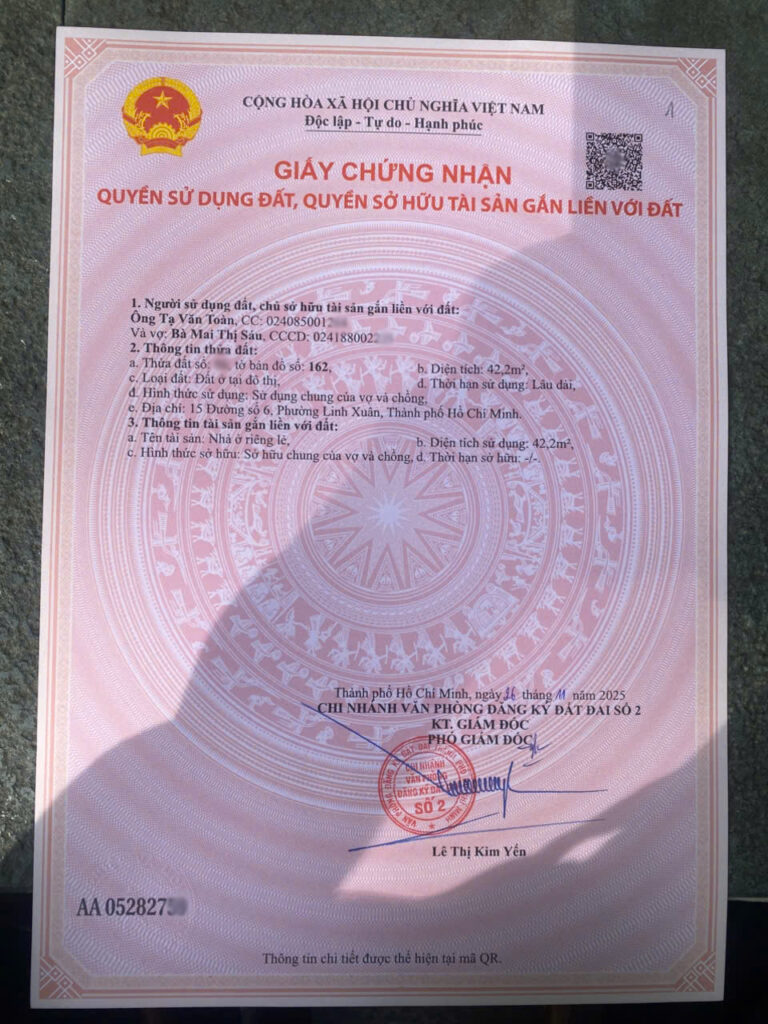 CỘNG HÒA XÃ HỘI CHỦ NGHĨA VIỆT NAM
Độc lập - Tự do - Hạnh phúc
1
GIẤY CHỨNG NHẬN
QUYỀN SỬ DỤNG ĐẤT, QUYỀN SỞ HỮU TÀI SẢN GẮN LIỀN VỚI ĐẤT
1. Người sử dụng đất, chủ sở hữu tài sản gắn liền với đất:
Ông Tạ Văn Toàn, CC: 024085001
Và vợ: Bà Mai Thị Sáu, CCCD: 024188002
2. Thông tin thửa đất:
a. Thửa đất số: tờ bản đồ số: 162, b. Diện tích: 42,2m²,
c. Loại đất: Đất ở tại đô thị, d. Thời hạn sử dụng: Lâu dài,
đ. Hình thức sử dụng: Sử dụng chung của vợ và chồng,
e. Địa chỉ: 15 Đường số 6, Phường Linh Xuân, Thành phố Hồ Chí Minh.
3. Thông tin tài sản gắn liền với đất:
a. Tên tài sản: Nhà ở riêng lẻ, b. Diện tích sử dụng: 42,2m²,
c. Hình thức sở hữu: Sở hữu chung của vợ và chồng, d. Thời hạn sở hữu: -/-.
Thành phố Hồ Chí Minh, ngày 26 tháng 11 năm 2025
CHI NHÁNH VĂN PHÒNG ĐĂNG KÝ ĐẤT ĐAI SỐ 2
KT. GIÁM ĐỐC
PHÓ GIÁM ĐỐC
CHI NHÁNH
VĂN PHÒNG
ĐĂNG KÝ ĐẤT
SỐ 2
Lê Thị Kim Yến
AA 052827
Thông tin chi tiết được thể hiện tại mã QR.